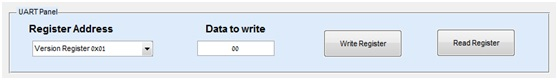 UART Panel
Register Address
Data to write
Version Register 0x01
00
Write Register
Read Register